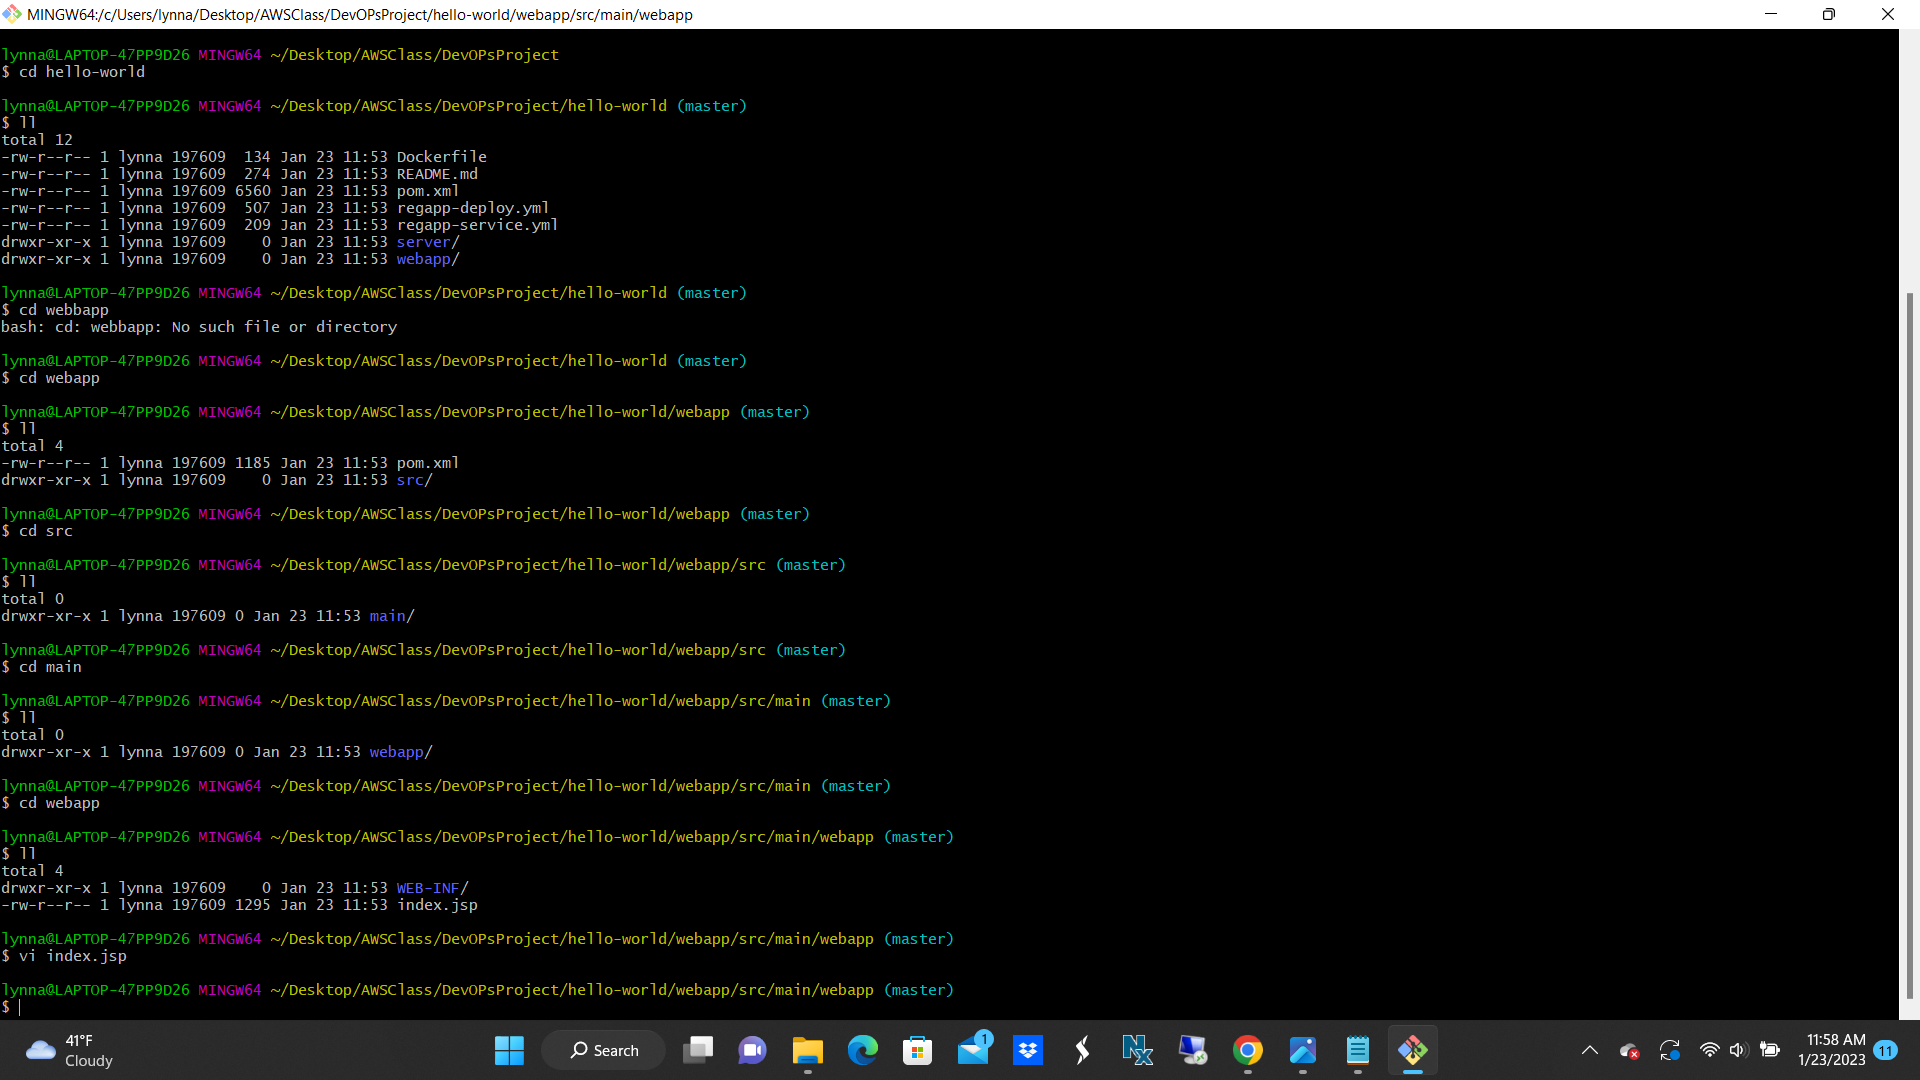 MINGW64:/c/Users/lynna/Desktop/AWSClass/DevOPsProject/hello-world/webapp/src/main/webapp
lynna@LAPTOP-47PP9D26 MINGW64 ~/Desktop/AWSClass/DevOPsProject
$ cd hello-world
lynna@LAPTOP-47PP9D26 MINGW64 ~/Desktop/AWSClass/DevOPsProject/hello-world (master)
$ ll
total 12
-rw-r--r-- 1 lynna 197609  134 Jan 23 11:53 Dockerfile
-rw-r--r-- 1 lynna 197609  274 Jan 23 11:53 README.md
-rw-r--r-- 1 lynna 197609 6560 Jan 23 11:53 pom.xml
-rw-r--r-- 1 lynna 197609  507 Jan 23 11:53 regapp-deploy.yml
-rw-r--r-- 1 lynna 197609  209 Jan 23 11:53 regapp-service.yml
drwxr-xr-x 1 lynna 197609    0 Jan 23 11:53 server/
drwxr-xr-x 1 lynna 197609    0 Jan 23 11:53 webapp/
lynna@LAPTOP-47PP9D26 MINGW64 ~/Desktop/AWSClass/DevOPsProject/hello-world (master)
$ cd webbapp
bash: cd: webbapp: No such file or directory
lynna@LAPTOP-47PP9D26 MINGW64 ~/Desktop/AWSClass/DevOPsProject/hello-world (master)
$ cd webapp
lynna@LAPTOP-47PP9D26 MINGW64 ~/Desktop/AWSClass/DevOPsProject/hello-world/webapp (master)
$ ll
total 4
-rw-r--r-- 1 lynna 197609 1185 Jan 23 11:53 pom.xml
drwxr-xr-x 1 lynna 197609    0 Jan 23 11:53 src/
lynna@LAPTOP-47PP9D26 MINGW64 ~/Desktop/AWSClass/DevOPsProject/hello-world/webapp (master)
$ cd src
lynna@LAPTOP-47PP9D26 MINGW64 ~/Desktop/AWSClass/DevOPsProject/hello-world/webapp/src (master)
$ ll
total 0
drwxr-xr-x 1 lynna 197609 0 Jan 23 11:53 main/
lynna@LAPTOP-47PP9D26 MINGW64 ~/Desktop/AWSClass/DevOPsProject/hello-world/webapp/src (master)
$ cd main
lynna@LAPTOP-47PP9D26 MINGW64 ~/Desktop/AWSClass/DevOPsProject/hello-world/webapp/src/main (master)
$ ll
total 0
drwxr-xr-x 1 lynna 197609 0 Jan 23 11:53 webapp/
lynna@LAPTOP-47PP9D26 MINGW64 ~/Desktop/AWSClass/DevOPsProject/hello-world/webapp/src/main (master)
$ cd webapp
lynna@LAPTOP-47PP9D26 MINGW64 ~/Desktop/AWSClass/DevOPsProject/hello-world/webapp/src/main/webapp (master)
$ ll
total 4
drwxr-xr-x 1 lynna 197609    0 Jan 23 11:53 WEB-INF/
-rw-r--r-- 1 lynna 197609 1295 Jan 23 11:53 index.jsp
lynna@LAPTOP-47PP9D26 MINGW64 ~/Desktop/AWSClass/DevOPsProject/hello-world/webapp/src/main/webapp (master)
$ vi index.jsp
lynna@LAPTOP-47PP9D26 MINGW64 ~/Desktop/AWSClass/DevOPsProject/hello-world/webapp/src/main/webapp (master)
$
41°F
Cloudy
Search
1
Nx
11:58 AM
1/23/2023
11